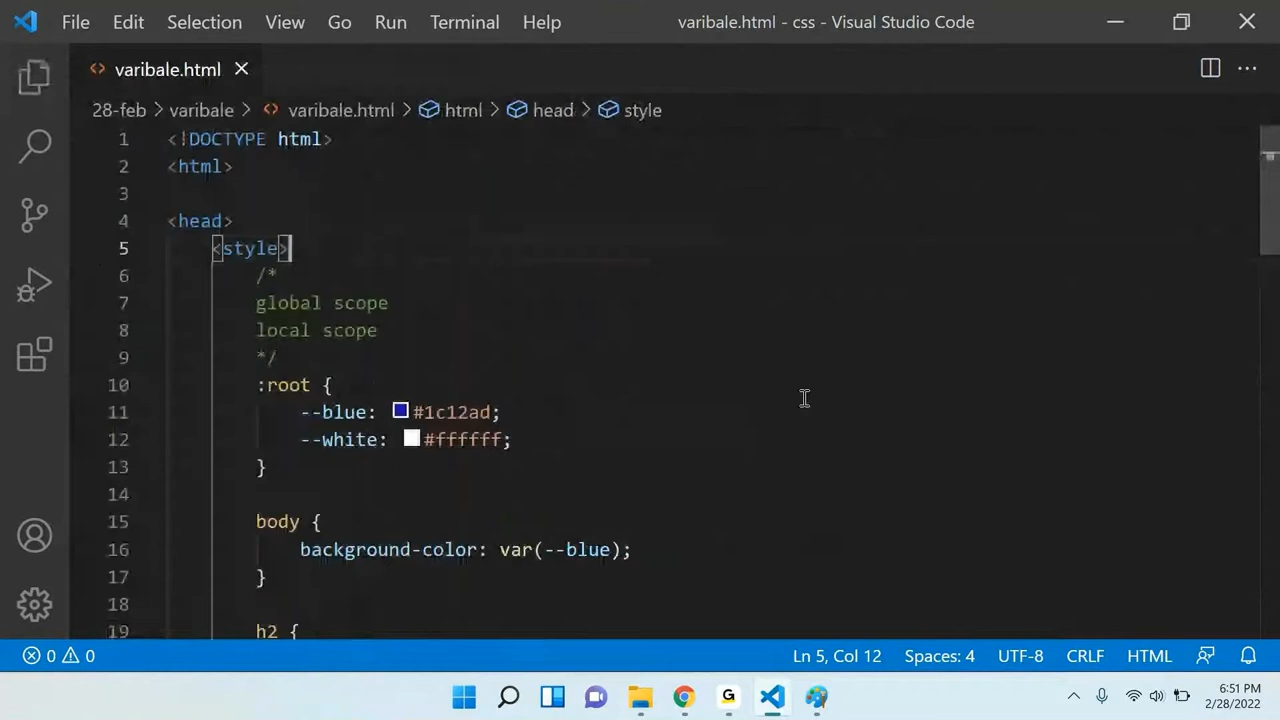 File Edit Selection View Go Run Terminal Help varibale.html - css - Visual Studio Code
varibale.html
28-feb > varibale > varibale.html > html > head > style
1 <!DOCTYPE html>
2 <html>
3
4 <head>
5 <style>
6 /*
7 global scope
8 local scope
9 */
10 :root {
11 --blue: #1c12ad;
12 --white: #ffffff;
13 }
14
15 body {
16 background-color: var(--blue);
17 }
18
19 h2 {
0 0 Ln 5, Col 12 Spaces: 4 UTF-8 CRLF HTML
G
6:51 PM
2/28/2022